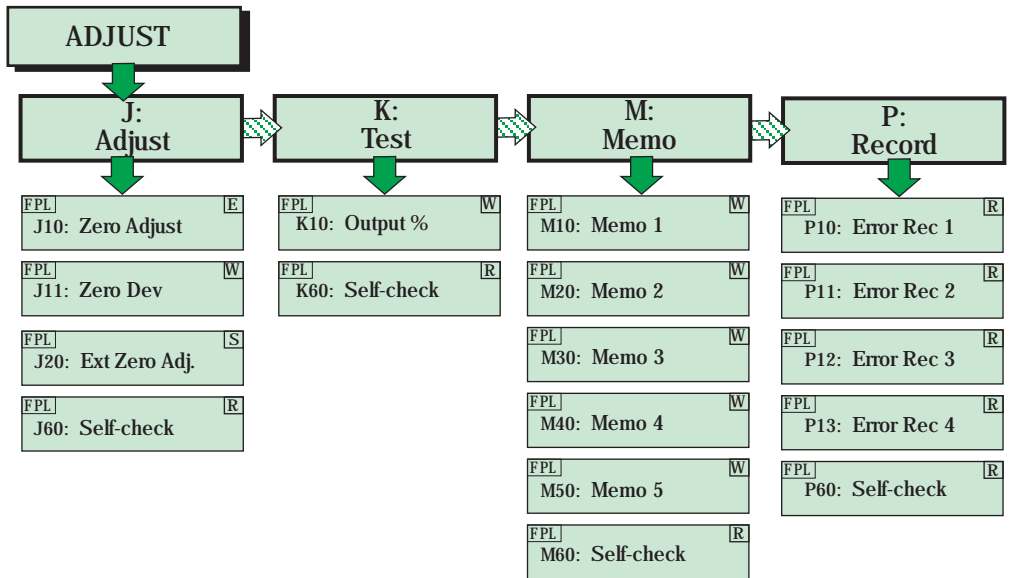 ADJUST
J:
Adjust
K:
Test
M:
Memo
P:
Record
FPL E
J10: Zero Adjust
FPL W
J11: Zero Dev
FPL S
J20: Ext Zero Adj.
FPL R
J60: Self-check
FPL W
K10: Output %
FPL R
K60: Self-check
FPL W
M10: Memo 1
FPL W
M20: Memo 2
FPL W
M30: Memo 3
FPL W
M40: Memo 4
FPL W
M50: Memo 5
FPL R
M60: Self-check
FPL R
P10: Error Rec 1
FPL R
P11: Error Rec 2
FPL R
P12: Error Rec 3
FPL R
P13: Error Rec 4
FPL R
P60: Self-check